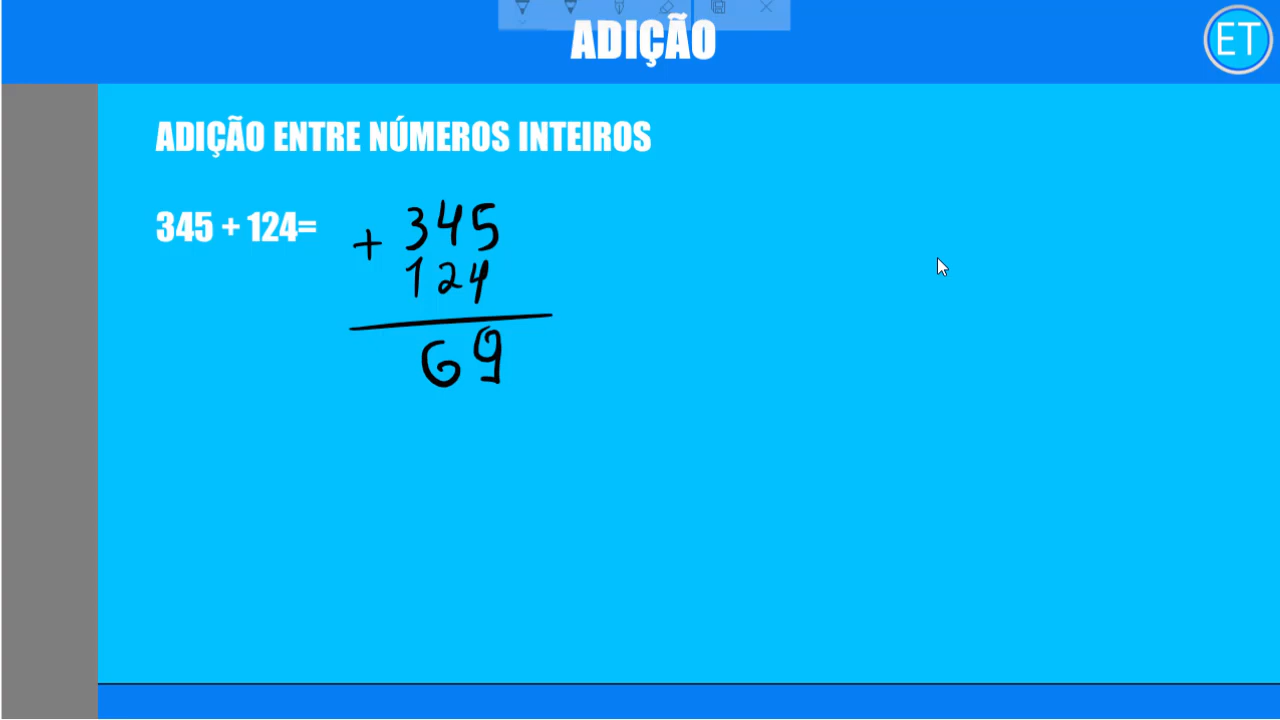 ADIÇÃO
ET
ADIÇÃO ENTRE NÚMEROS INTEIROS
345 + 124=
+ 345
124
69